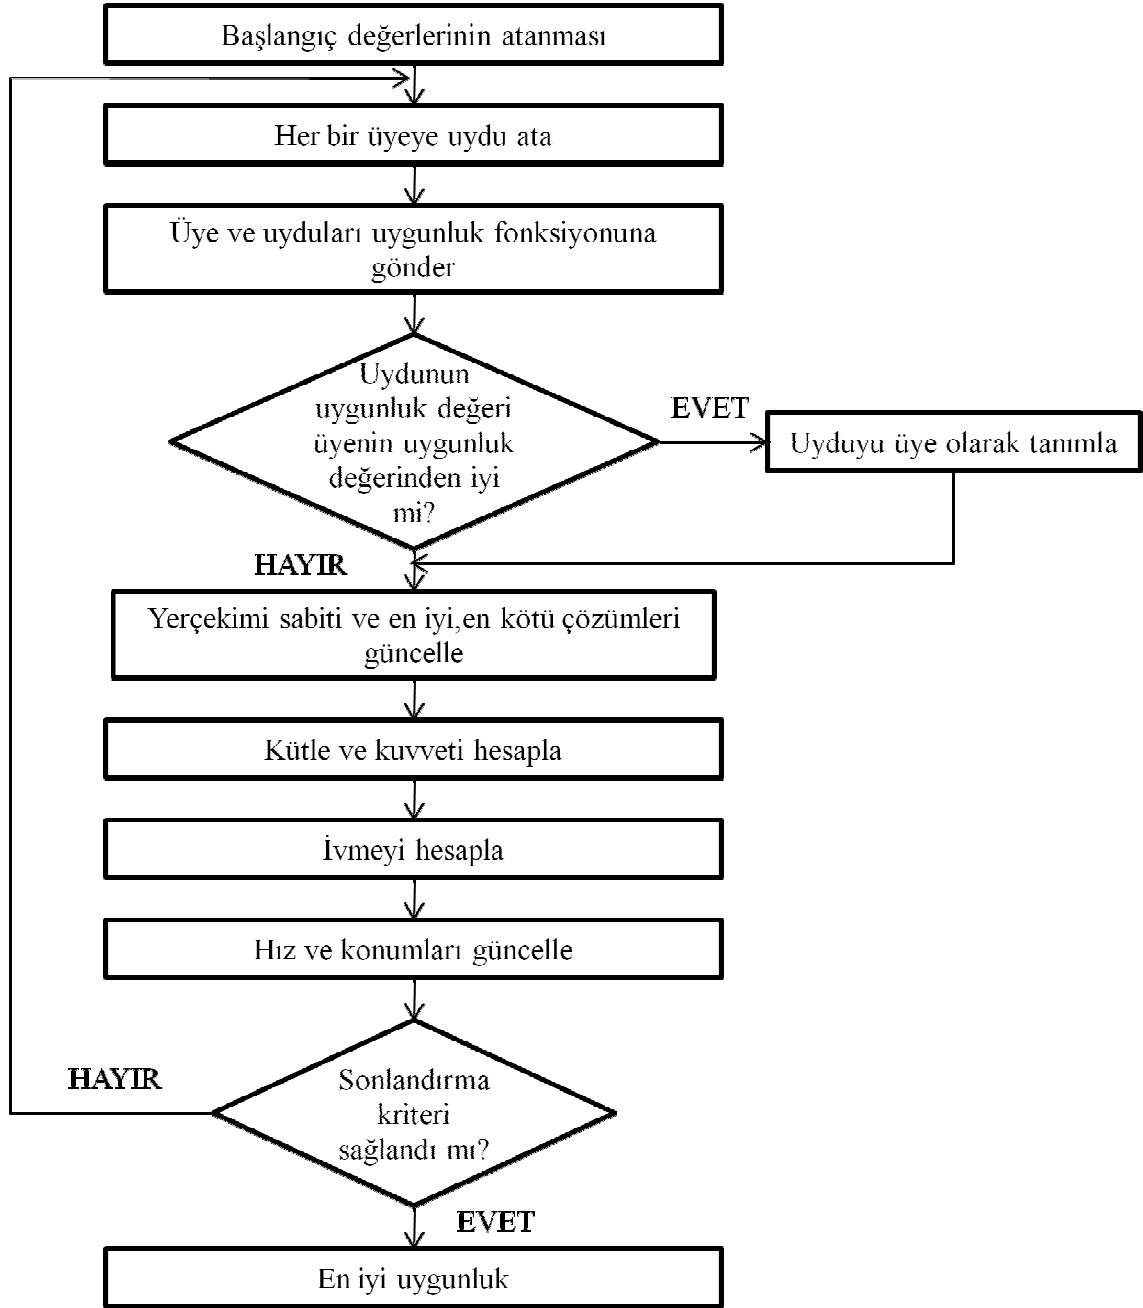 Başlangıç değerlerinin atanması
Her bir üyeye uydu ata
Üye ve uyduları uygunluk fonksiyonuna
gönder
Uydunun
uygunluk değeri
üyenin uygunluk
değerinden iyi
mi?
EVET
Uyduyu üye olarak tanımla
HAYIR
Yerçekimi sabiti ve en iyi,en kötü çözümleri
güncelle
Kütle ve kuvveti hesapla
İvmeyi hesapla
Hız ve konumları güncelle
HAYIR
Sonlandırma
kriteri
sağlandı mı?
EVET
En iyi uygunluk